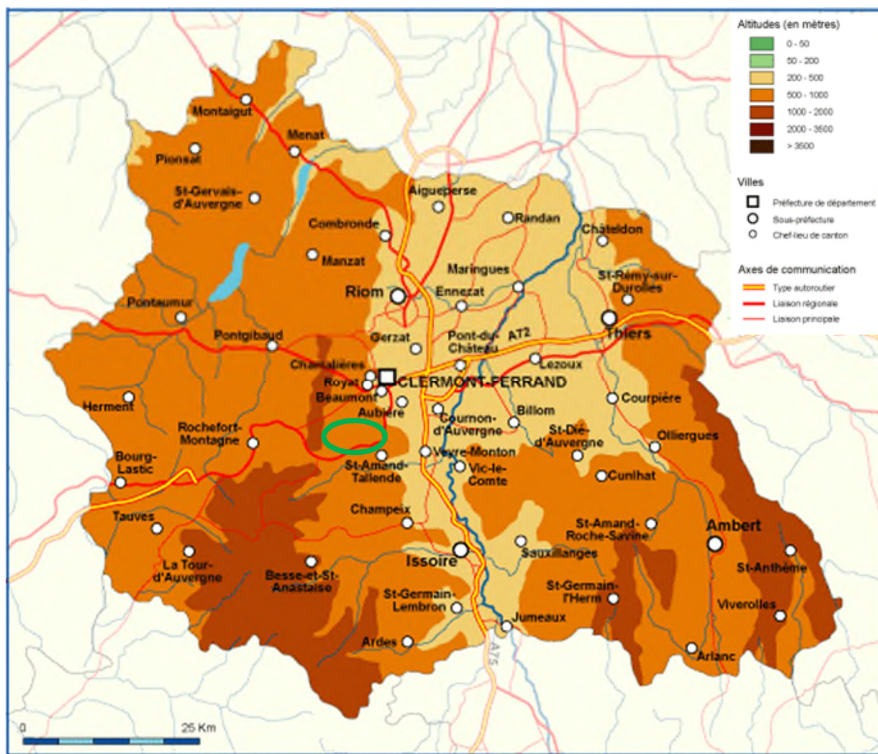 Altitudes (en mètres)
0 - 50
50 - 200
200 - 500
500 - 1000
1000 - 2000
2000 - 3500
> 3500
Villes
Préfecture de département
Sous-préfecture
Chef-lieu de canton
Axes de communication
Type autoroutier
Liaison régionale
Liaison principale
Montaigut
Menat
Pionsat
St-Gervais-
d'Auvergne
Aigueperse
Randan
Combronde
Châteldon
Manzat
Maringues
St-Rémy-sur-
Durolles
Riom
Ennezat
Pontaumur
Thiers
Pontgibaud
Gerzat
Pont-du-
Château
A72
Lezoux
Chamalières
Royat
CLERMONT-FERRAND
Beaumont
Aubière
Herment
Cournon-
d'Auvergne
Billom
Courpière
Rochefort-
Montagne
St-Dié-
d'Auvergne
Olliergues
Bourg-
Lastic
Veyre-Monton
St-Amand-
Tallende
Vic-le-
Comte
Cunlhat
Tauves
Champeix
St-Amand-
Roche-Savine
Ambert
La Tour-
d'Auvergne
Besse-et-St-
Anastaise
Issoire
Sauxillanges
St-Anthème
St-Germain-
Lembron
St-Germain-
l'Herm
Viverolles
Jumeaux
Ardes
A75
Arlanc
0 25 Km